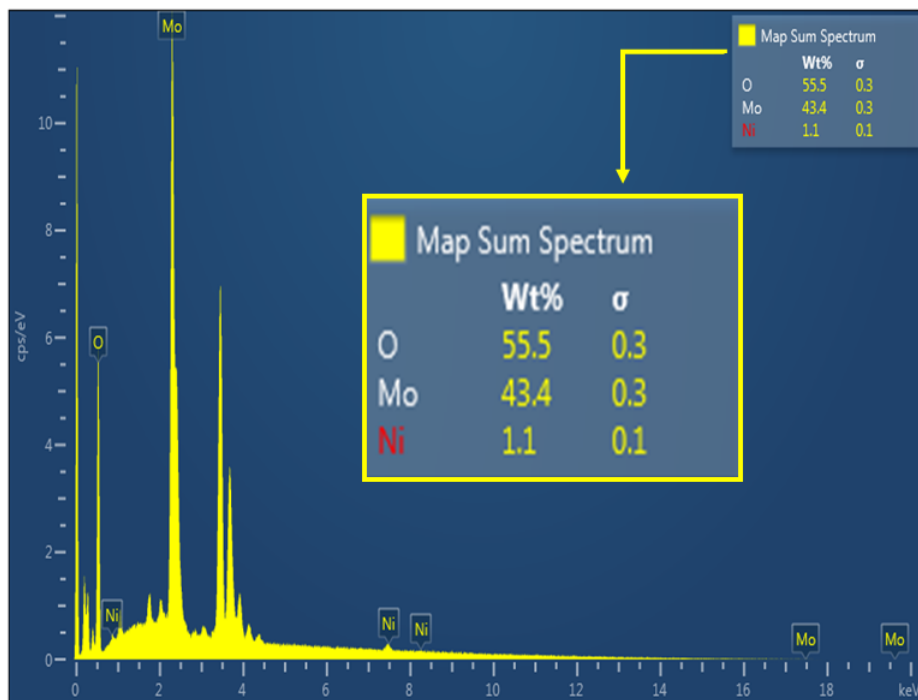 Mo
Map Sum Spectrum
Wt% σ
O 55.5 0.3
Mo 43.4 0.3
Ni 1.1 0.1
10
8
Map Sum Spectrum
Wt% σ
O 55.5 0.3
Mo 43.4 0.3
Ni 1.1 0.1
cps/eV
6
O
4
2
Ni
Ni
Ni
Mo
Mo
0
0 2 4 6 8 10 12 14 16 18 keV